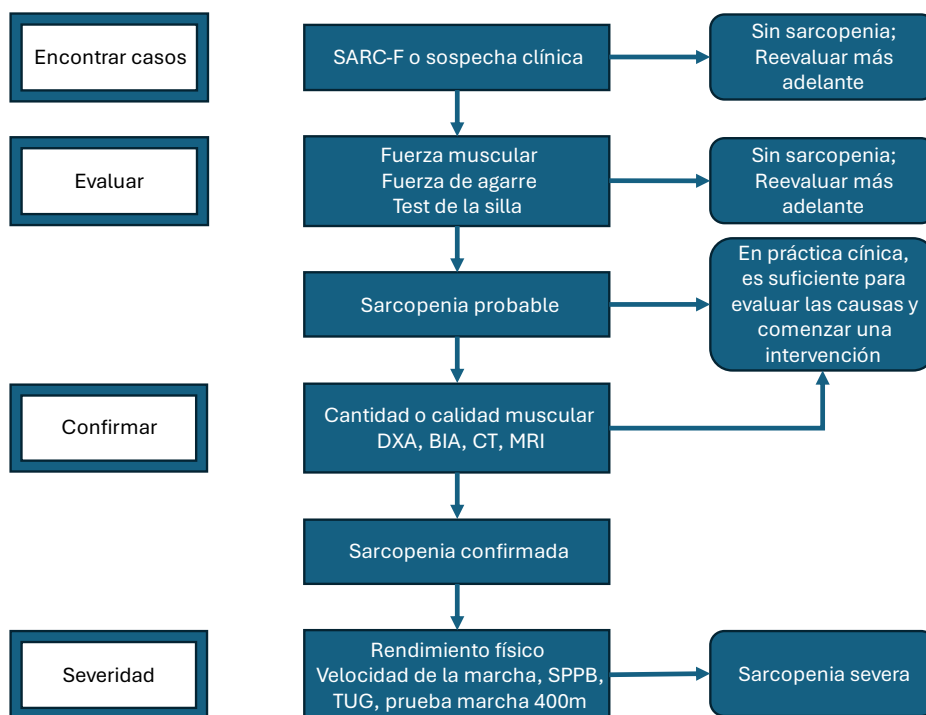 Encontrar casos
SARC-F o sospecha clínica
Sin sarcopenia;
Reevaluar más
adelante
Evaluar
Fuerza muscular
Fuerza de agarre
Test de la silla
Sin sarcopenia;
Reevaluar más
adelante
Sarcopenia probable
En práctica cínica,
es suficiente para
evaluar las causas y
comenzar una
intervención
Confirmar
Cantidad o calidad muscular
DXA, BIA, CT, MRI
Sarcopenia confirmada
Severidad
Rendimiento físico
Velocidad de la marcha, SPPB,
TUG, prueba marcha 400m
Sarcopenia severa